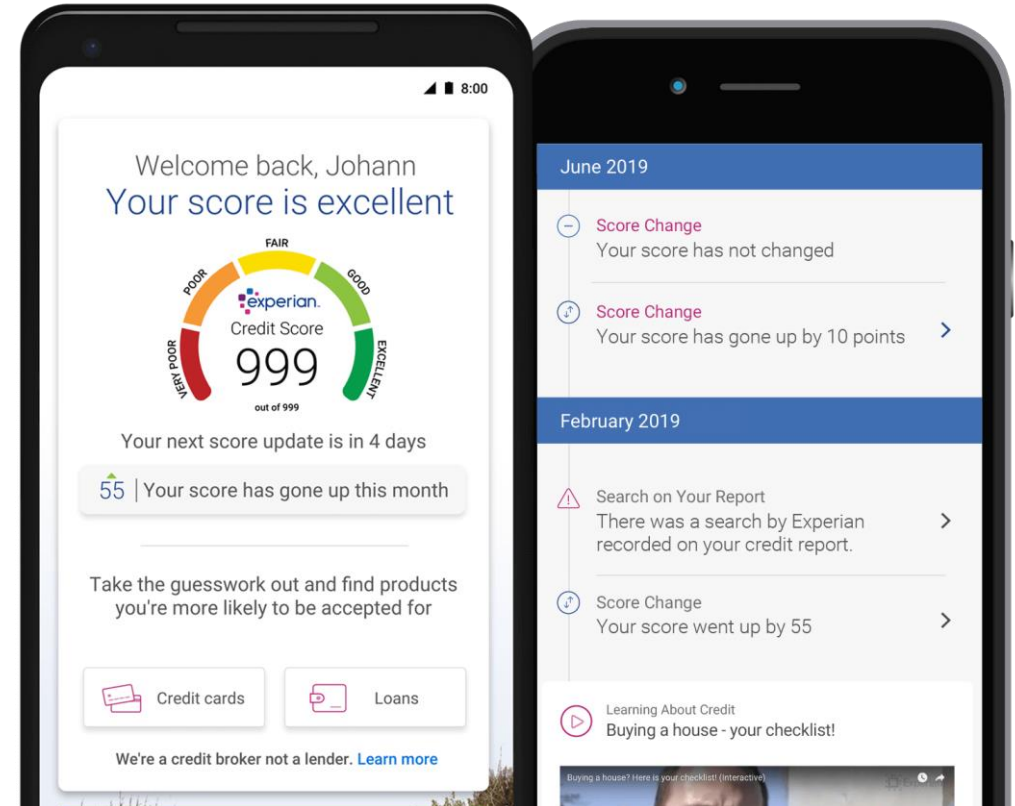 8:00
Welcome back, Johann
Your score is excellent
FAIR
POOR
GOOD
VERY POOR
EXCELLENT
experian.
Credit Score
999
out of 999
Your next score update is in 4 days
55 | Your score has gone up this month
Take the guesswork out and find products
you're more likely to be accepted for
Credit cards
Loans
We're a credit broker not a lender. Learn more
June 2019
Score Change
Your score has not changed
Score Change
Your score has gone up by 10 points
February 2019
Search on Your Report
There was a search by Experian
recorded on your credit report.
Score Change
Your score went up by 55
Learning About Credit
Buying a house - your checklist!
Buying a house? Here is your checklist! (Interactive)